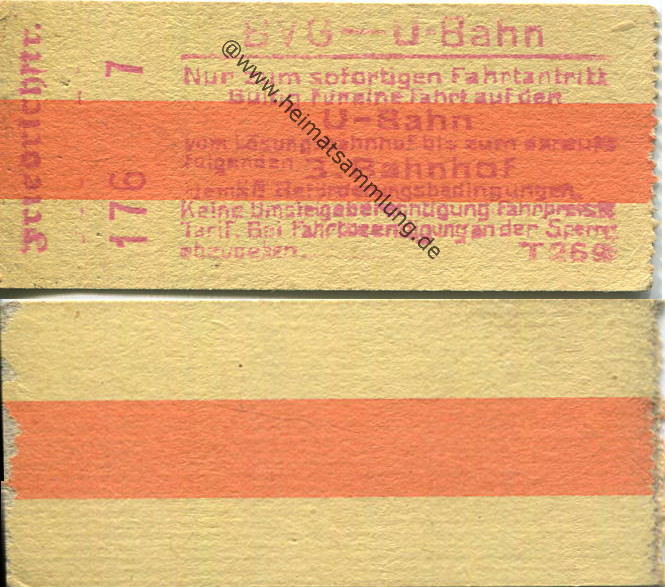 Friedrichstr.
176 7
BVG — U-Bahn
Nur zum sofortigen Fahrtantritt
Gültig für eine Fahrt auf der
U-Bahn
vom Lösungsbahnhof bis zum darauf
folgenden 3. Bahnhof
gemäß Beförderungsbedingungen.
Keine Umsteigeberechtigung Fahrpreis
Tarif. Bei Fahrtbeendigung an der Sperre
abzugeben.
T 269
@www.heimatsammlung.de